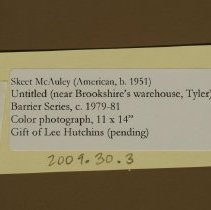 Skeet McAuley (American, b. 1951)
Untitled (near Brookshire's warehouse, Tyler)
Barrier Series, c. 1979-81
Color photograph, 11 x 14"
Gift of Lee Hutchins (pending)
2009.30.3